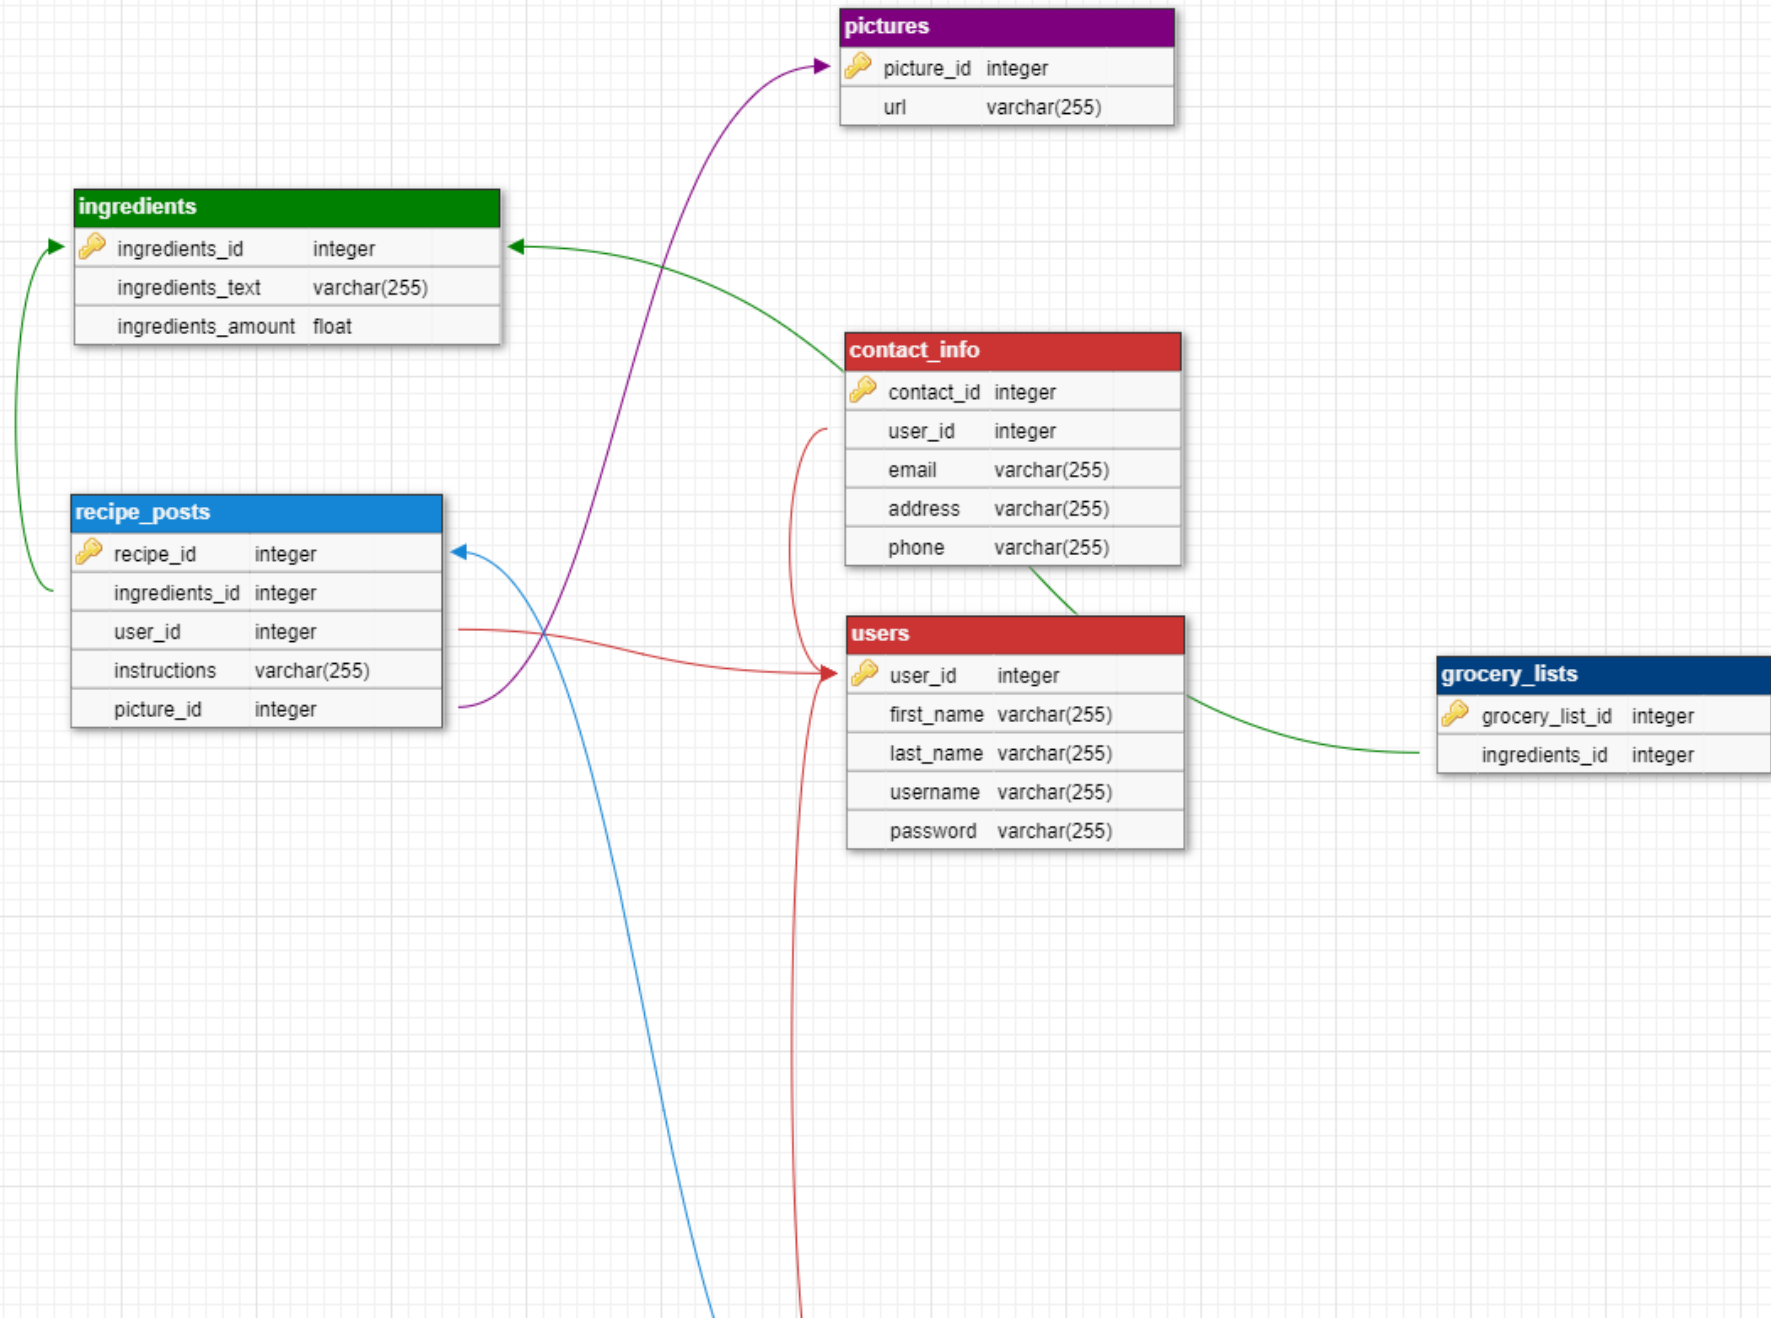 pictures
picture_id integer
url varchar(255)
ingredients
ingredients_id integer
ingredients_text varchar(255)
ingredients_amount float
contact_info
contact_id integer
user_id integer
email varchar(255)
address varchar(255)
phone varchar(255)
recipe_posts
recipe_id integer
ingredients_id integer
user_id integer
instructions varchar(255)
picture_id integer
users
user_id integer
first_name varchar(255)
last_name varchar(255)
username varchar(255)
password varchar(255)
grocery_lists
grocery_list_id integer
ingredients_id integer